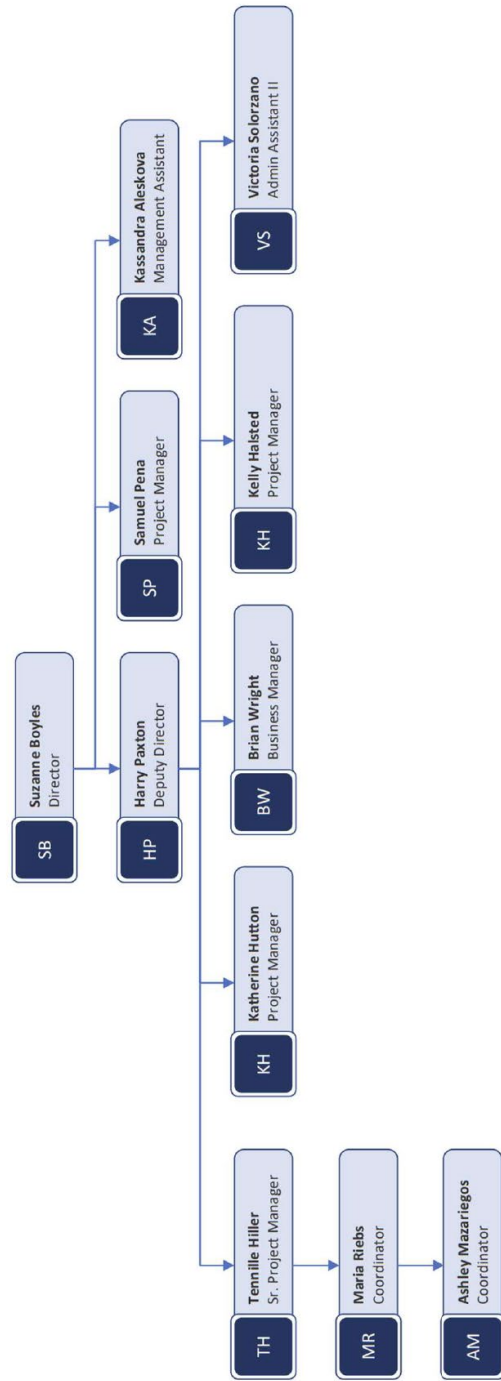 SB
Suzanne Boyles
Director
HP
Harry Paxton
Deputy Director
SP
Samuel Pena
Project Manager
KA
Kassandra Aleskova
Management Assistant
TH
Tennille Hiller
Sr. Project Manager
KH
Katherine Hutton
Project Manager
BW
Brian Wright
Business Manager
KH
Kelly Halsted
Project Manager
VS
Victoria Solorzano
Admin Assistant II
MR
Maria Riebs
Coordinator
AM
Ashley Mazariegos
Coordinator